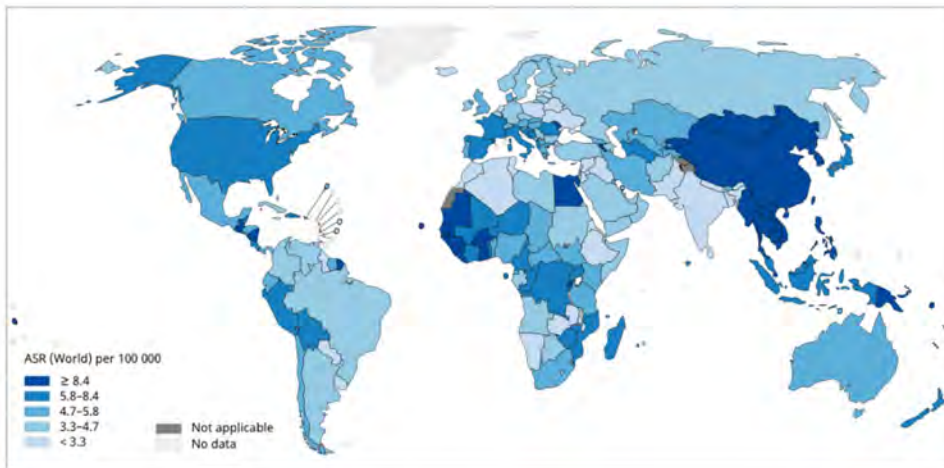 ASR (World) per 100 000
≥ 8.4
5.8–8.4
4.7–5.8
3.3–4.7
< 3.3
Not applicable
No data